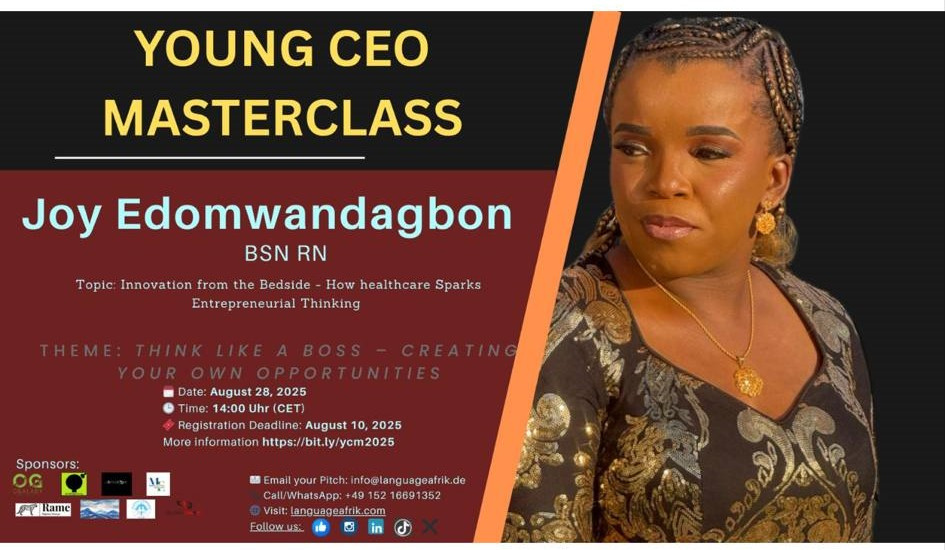 YOUNG CEO
MASTERCLASS
Joy Edomwandagbon
BSN RN
Topic: Innovation from the Bedside - How healthcare Sparks
Entrepreneurial Thinking
THEME: THINK LIKE A BOSS – CREATING
YOUR OWN OPPORTUNITIES
Date: August 28, 2025
Time: 14:00 Uhr (CET)
Registration Deadline: August 10, 2025
More information https://bit.ly/ycm2025
Sponsors:
OG
Rame
Email your Pitch: info@languageafrik.de
Call/WhatsApp: +49 152 16691352
Visit: languageafrik.com
Follow us: